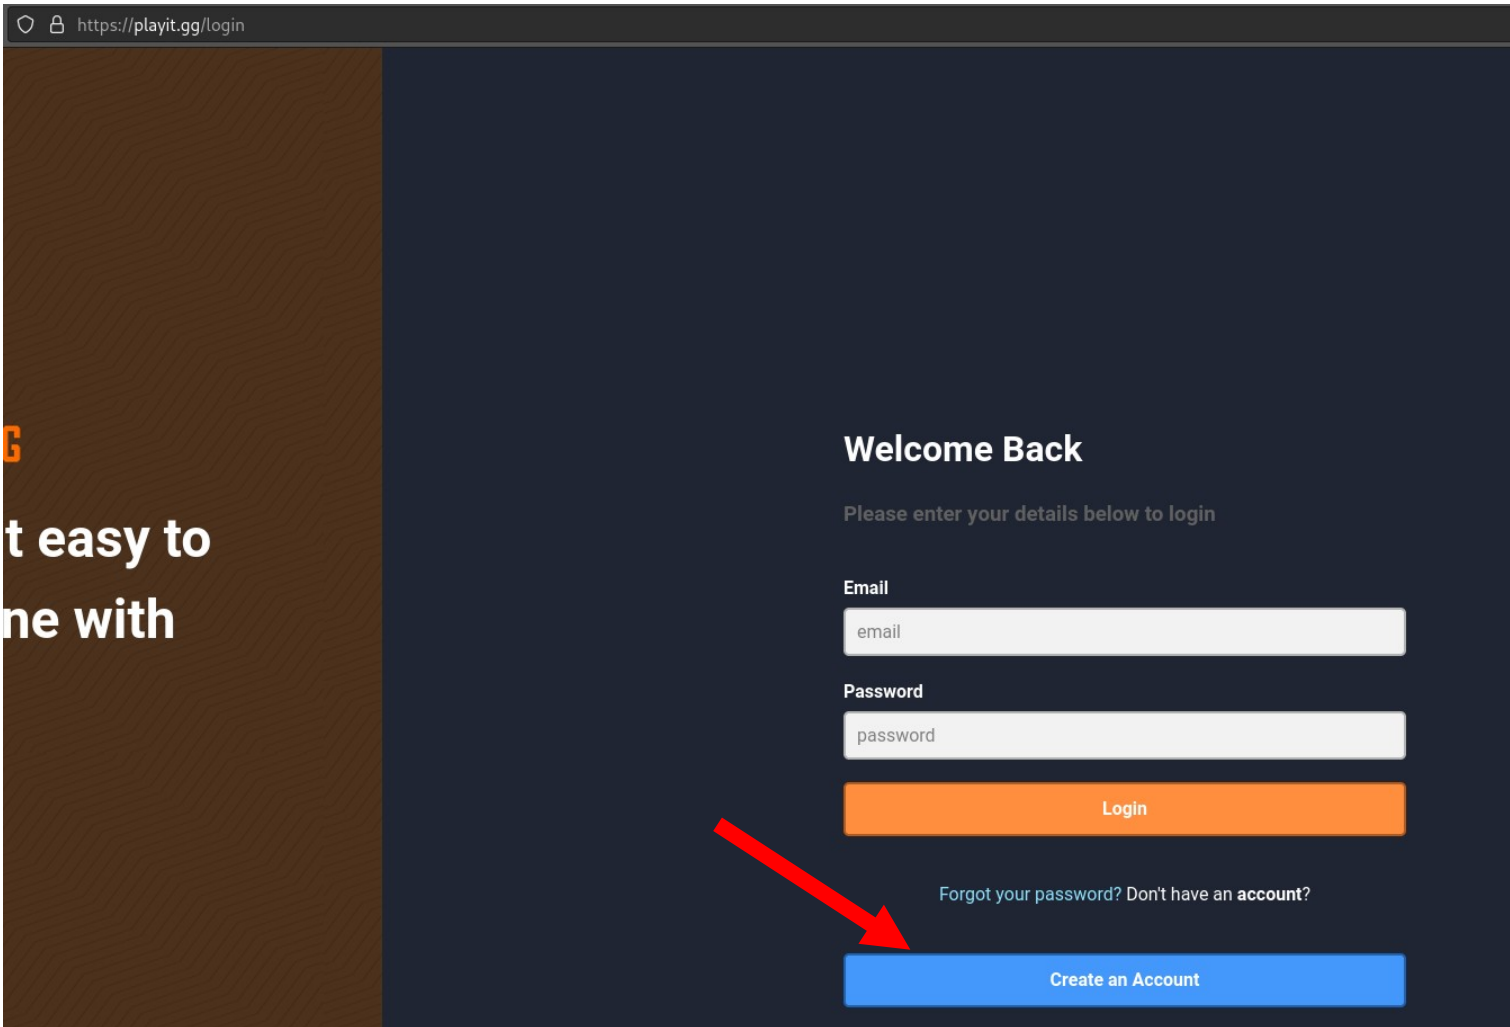 https://playit.gg/login
G
t easy to
ne with
Welcome Back
Please enter your details below to login
Email
email
Password
password
Login
Forgot your password? Don't have an account?
Create an Account